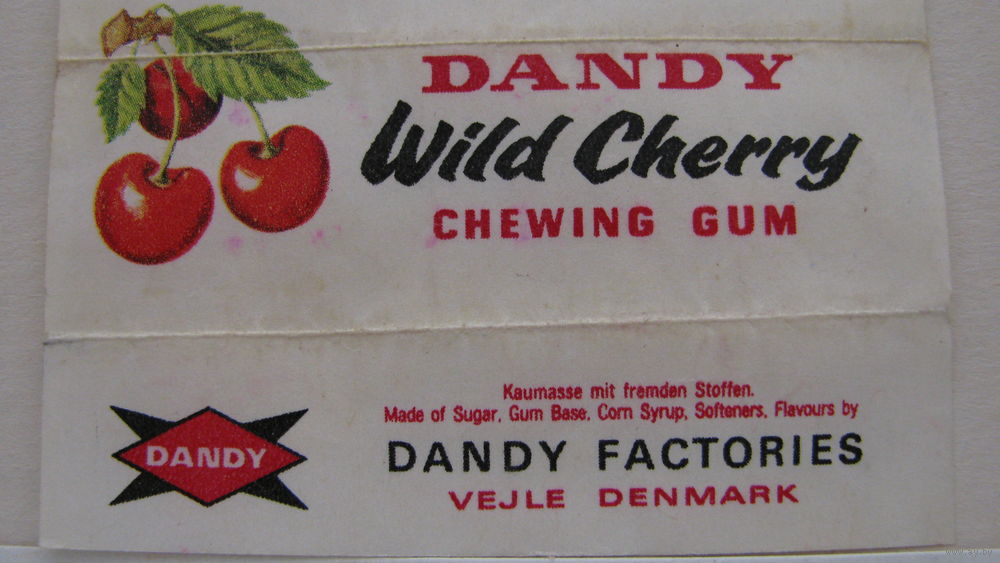 DANDY
Wild Cherry
CHEWING GUM
Kaumasse mit fremden Stoffen.
Made of Sugar, Gum Base, Corn Syrup, Softeners, Flavours by
DANDY
DANDY FACTORIES
VEJLE DENMARK